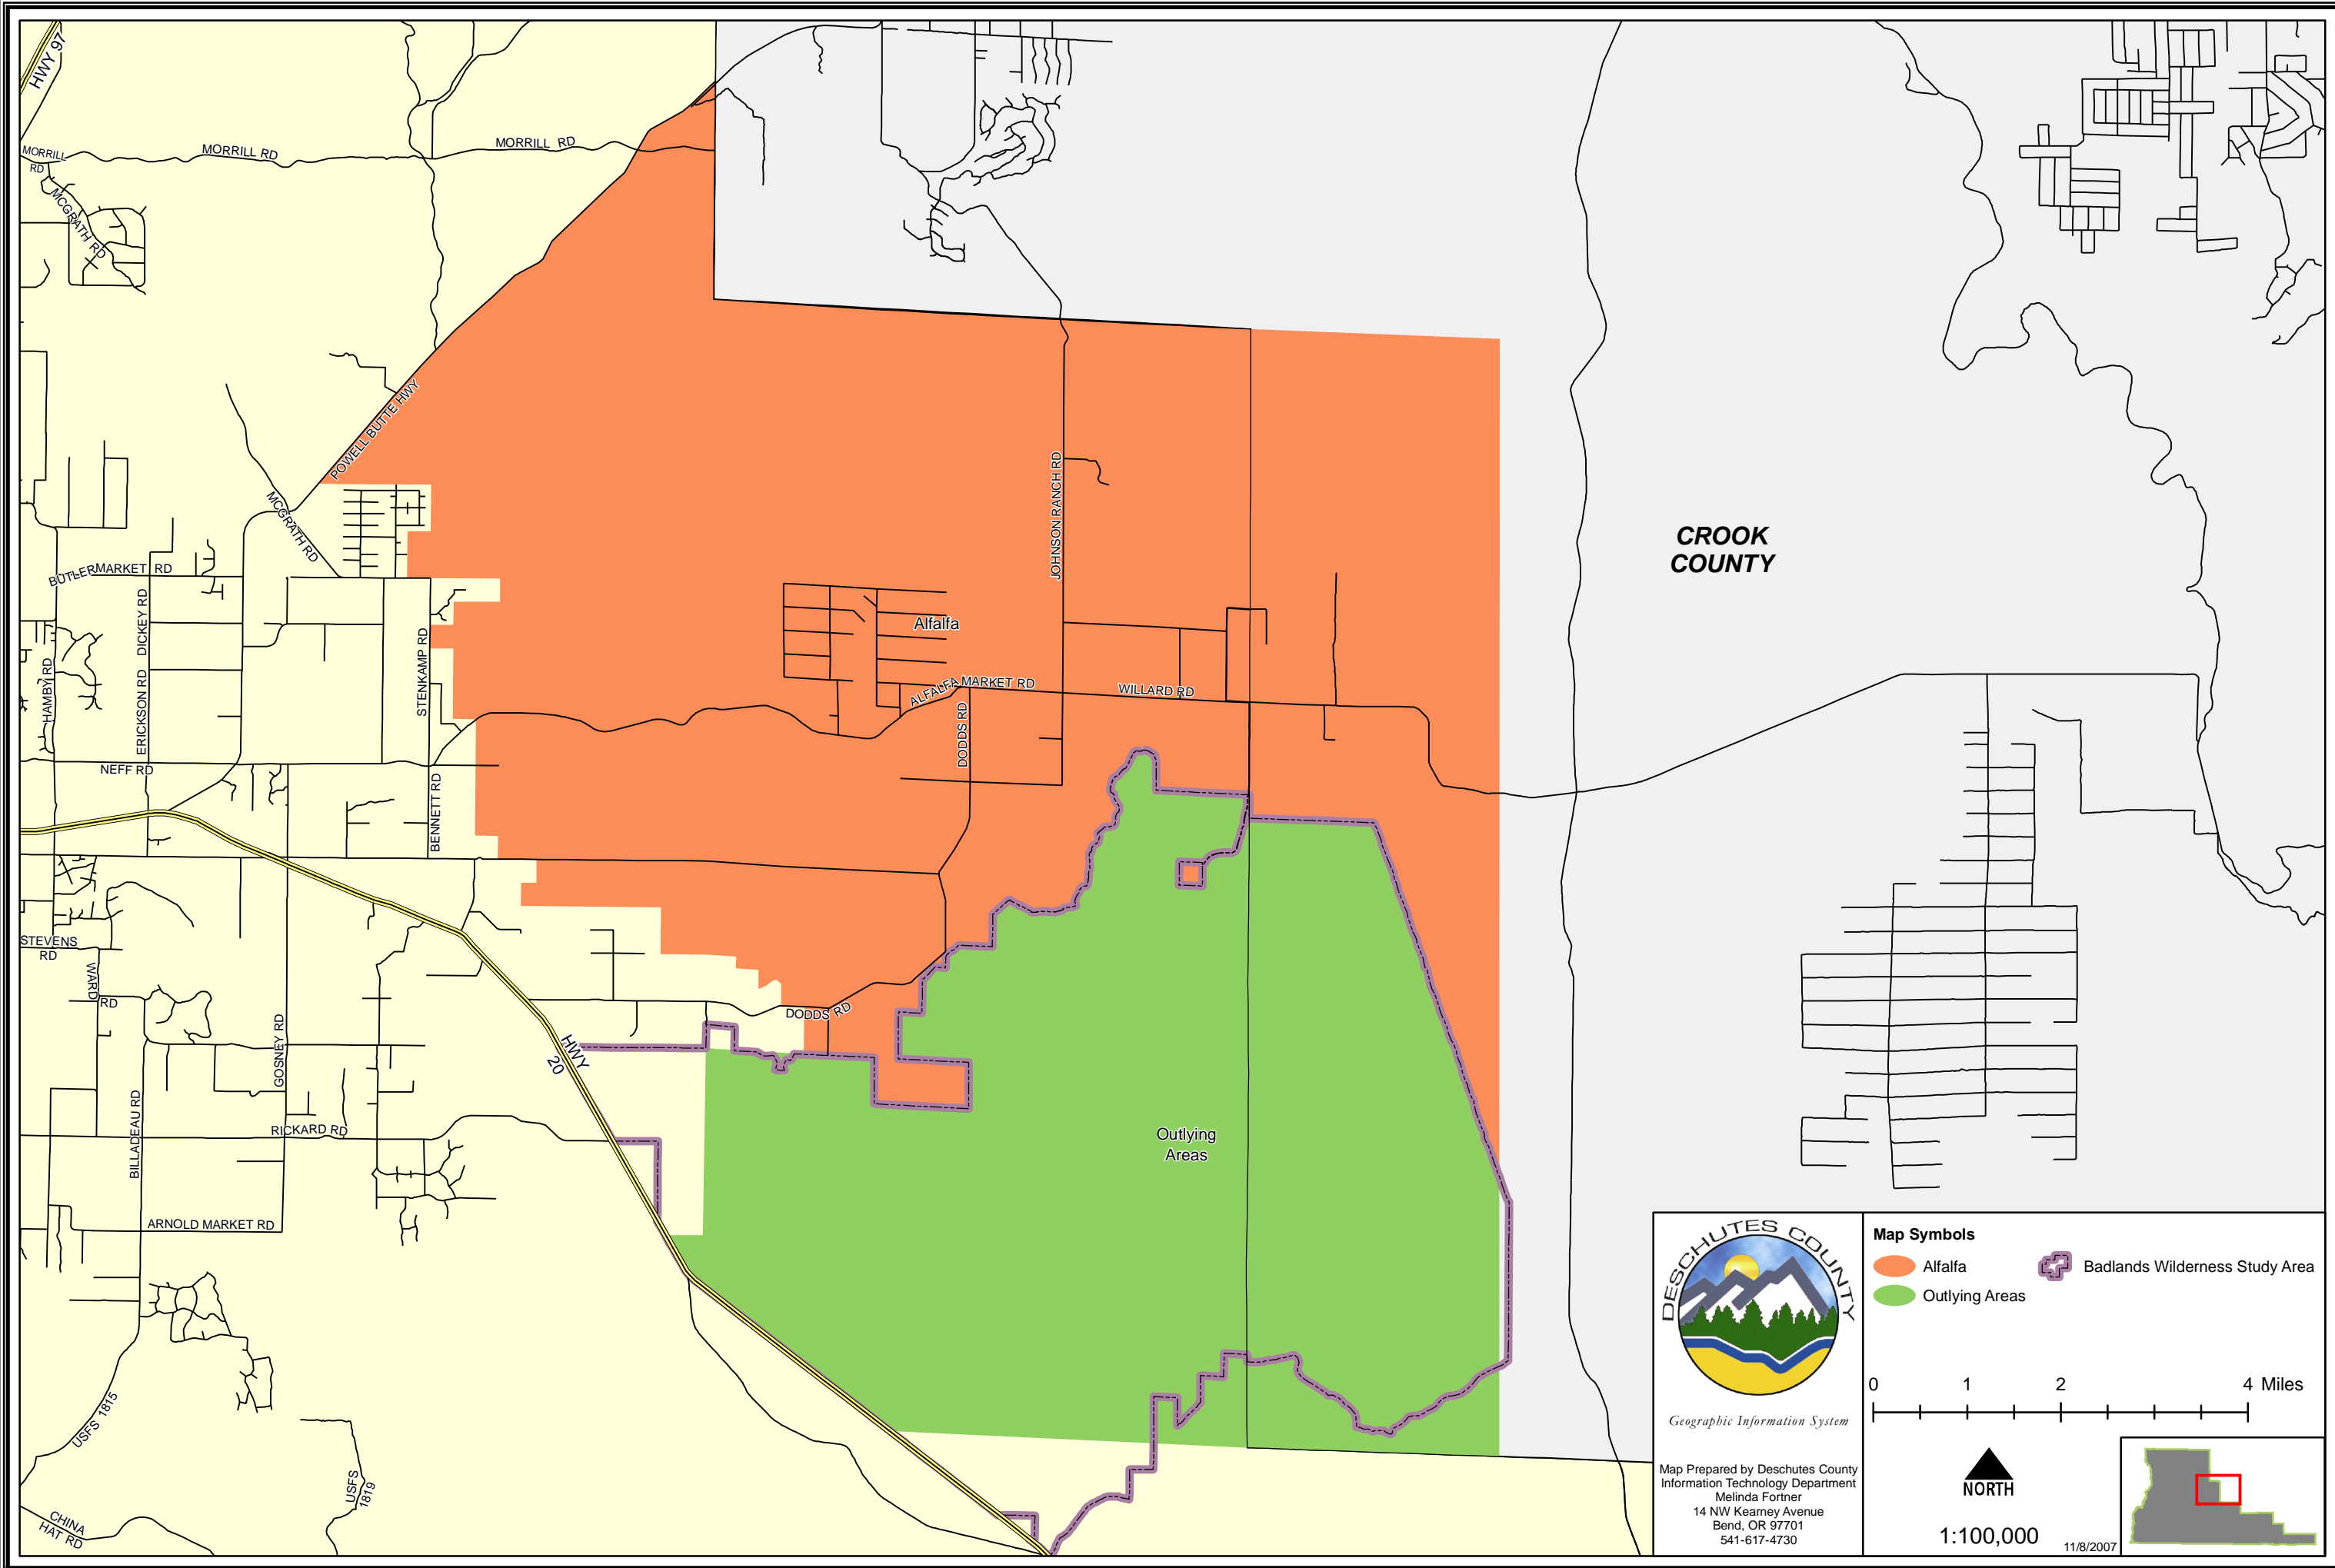 HWY 97
MORRILL
RD
MORRILL RD
MORRILL RD
MCGRATH RD
POWELL BUTTE HWY
MCGRATH RD
JOHNSON RANCH RD
CROOK
COUNTY
BUTLER MARKET RD
DICKEY RD
ERICKSON RD
HAMBY RD
STENKAMP RD
Alfalfa
ALFALFA MARKET RD
WILLARD RD
DODDS RD
NEFF RD
BENNETT RD
STEVENS
RD
WARD
RD
DODDS RD
GOSNEY RD
HWY
20
BILLADEAU RD
RICKARD RD
Outlying
Areas
ARNOLD MARKET RD
USFS 1815
USFS
1819
CHINA
HAT RD
DESCHUTES COUNTY
Geographic Information System
Map Prepared by Deschutes County
Information Technology Department
Melinda Fortner
14 NW Kearney Avenue
Bend, OR 97701
541-617-4730
Map Symbols
Alfalfa
Badlands Wilderness Study Area
Outlying Areas
0 1 2 4 Miles
NORTH
1:100,000
11/8/2007